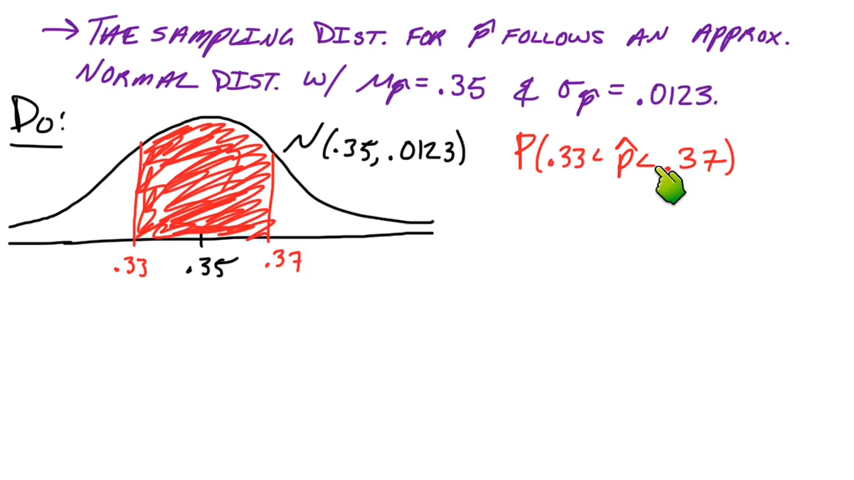 → THE SAMPLING DIST. FOR p̂ FOLLOWS AN APPROX.
NORMAL DIST. W/ μp̂ = .35 & σp̂ = .0123.
DO:
N(.35, .0123)
P(.33 < p̂ < .37)
.33 .35 .37